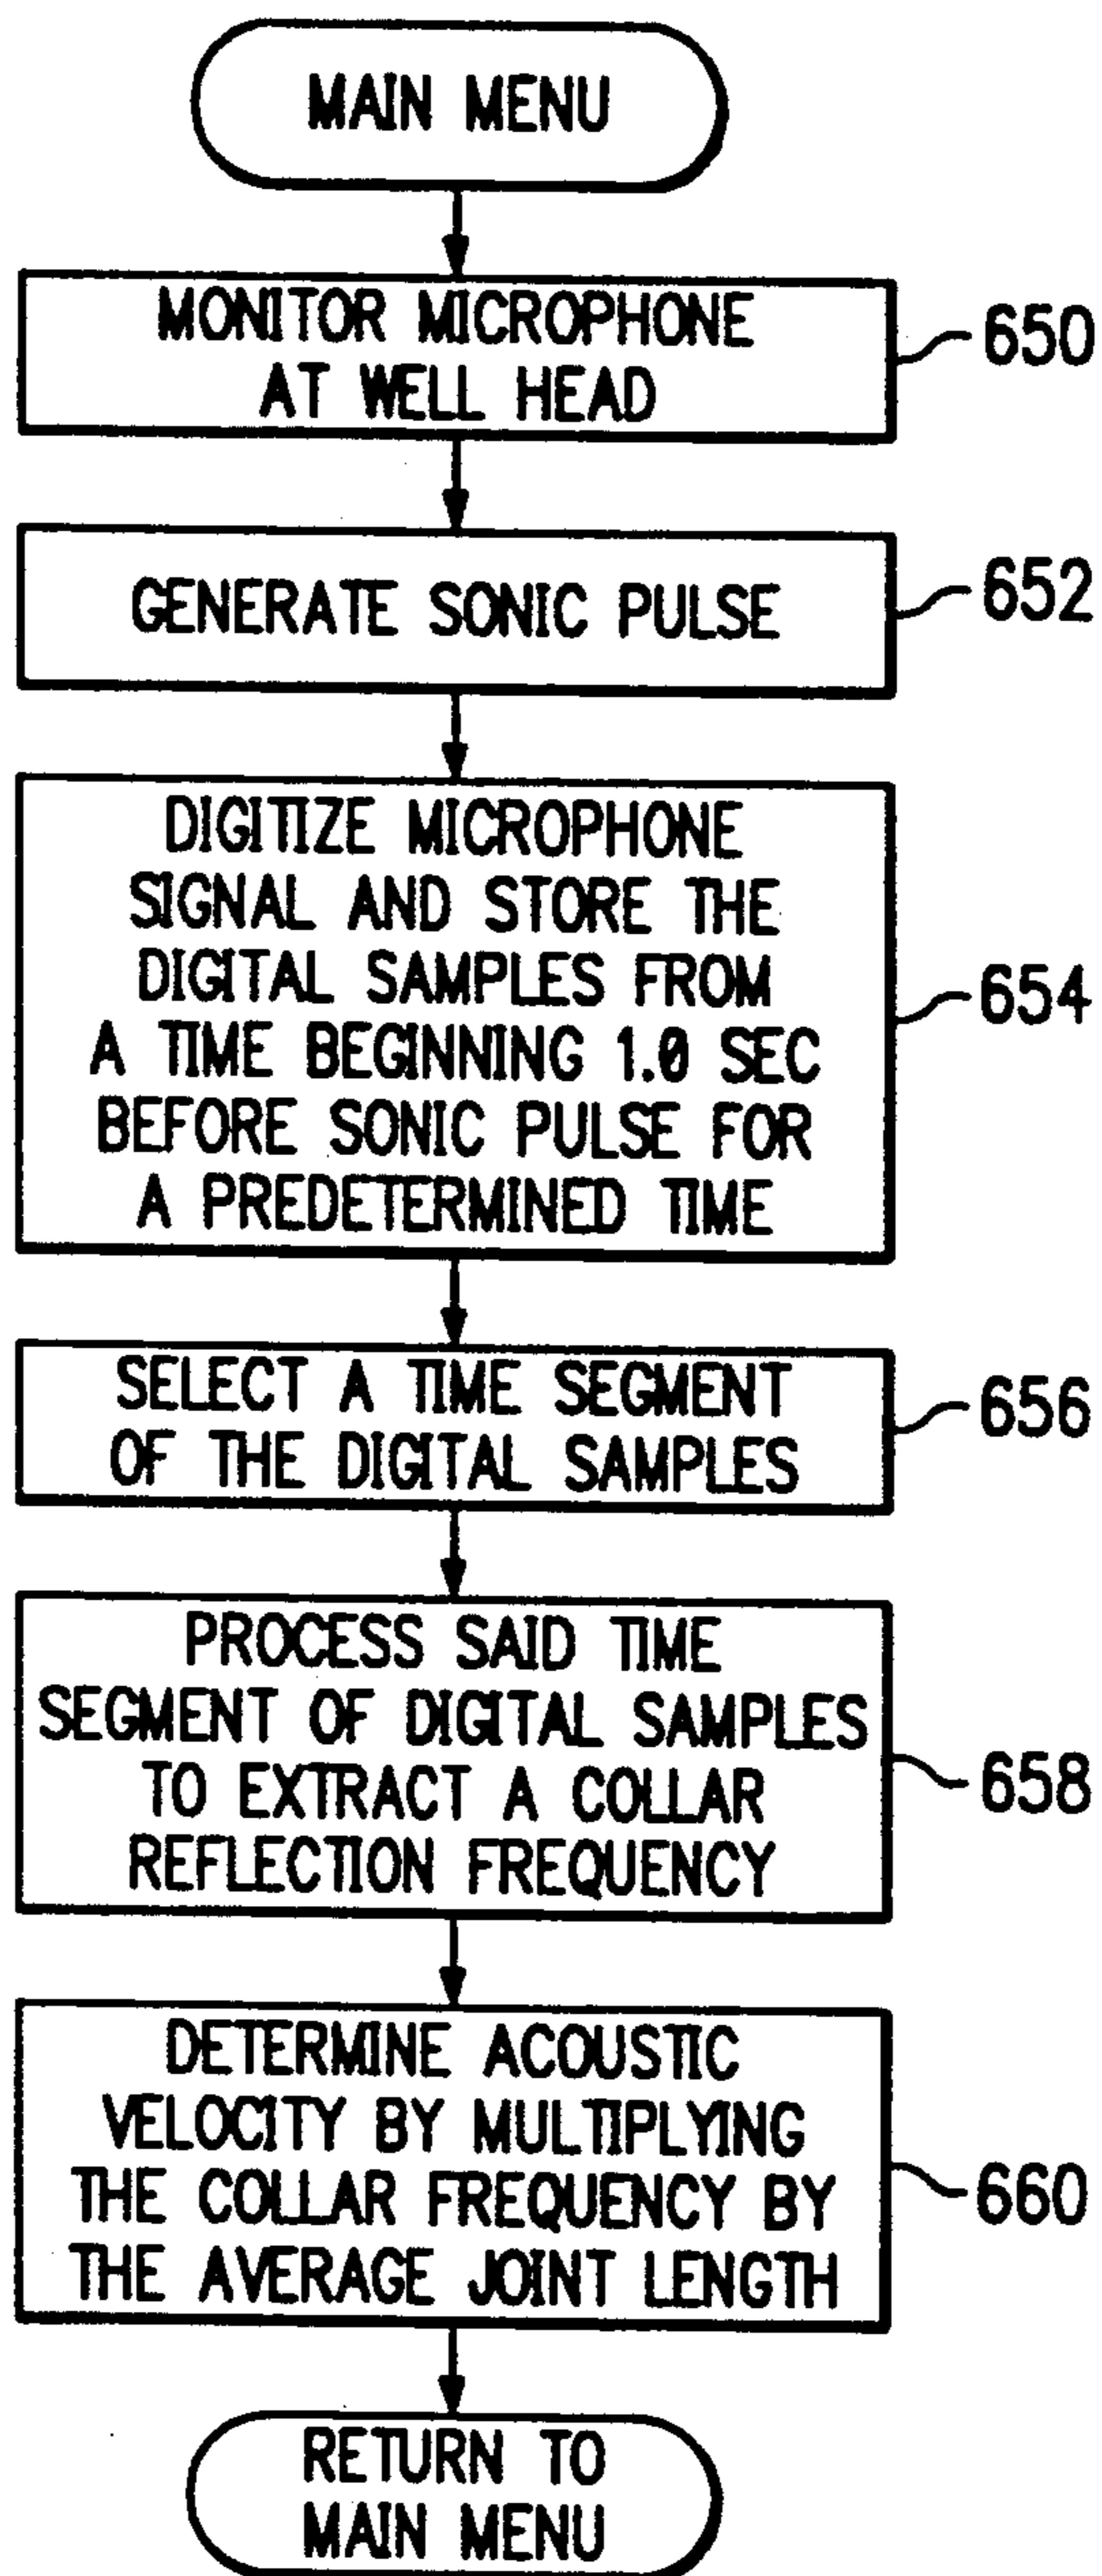 MAIN MENU
MONITOR MICROPHONE
AT WELL HEAD
650
GENERATE SONIC PULSE
652
DIGITIZE MICROPHONE
SIGNAL AND STORE THE
DIGITAL SAMPLES FROM
A TIME BEGINNING 1.0 SEC
BEFORE SONIC PULSE FOR
A PREDETERMINED TIME
654
SELECT A TIME SEGMENT
OF THE DIGITAL SAMPLES
656
PROCESS SAID TIME
SEGMENT OF DIGITAL SAMPLES
TO EXTRACT A COLLAR
REFLECTION FREQUENCY
658
DETERMINE ACOUSTIC
VELOCITY BY MULTIPLYING
THE COLLAR FREQUENCY BY
THE AVERAGE JOINT LENGTH
660
RETURN TO
MAIN MENU